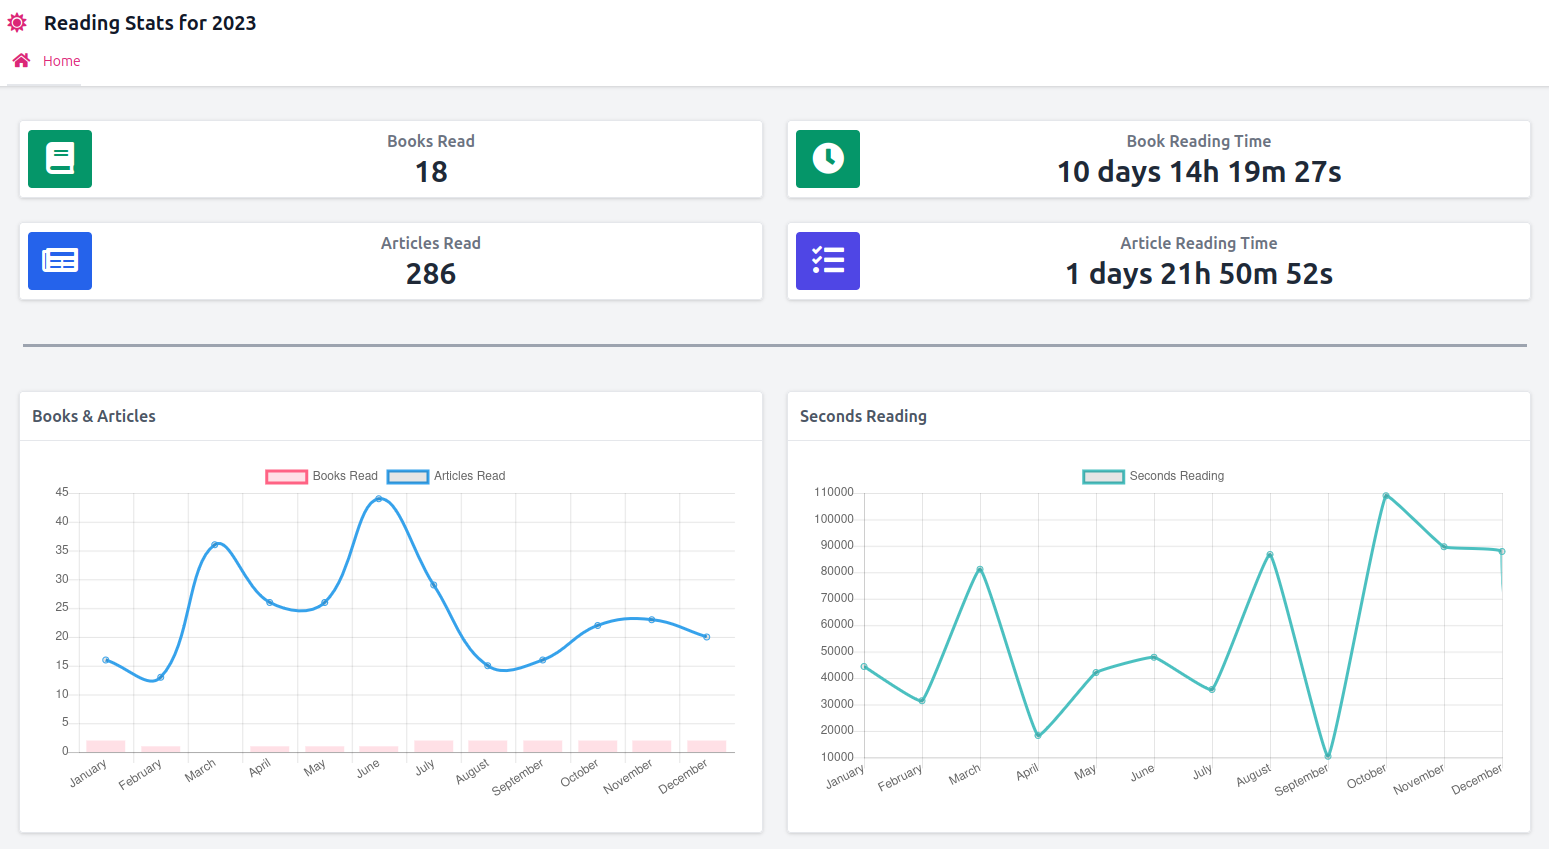 Reading Stats for 2023
Home
Books Read
18
Book Reading Time
10 days 14h 19m 27s
Articles Read
286
Article Reading Time
1 days 21h 50m 52s
Books & Articles
Books Read Articles Read
45
40
35
30
25
20
15
10
5
0
January February March April May June July August September October November December
Seconds Reading
Seconds Reading
110000
100000
90000
80000
70000
60000
50000
40000
30000
20000
10000
January February March April May June July August September October November December